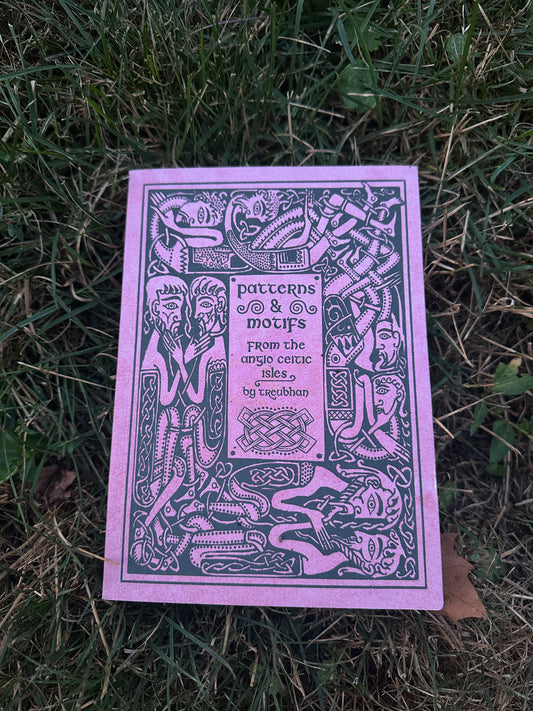 patterns
&
motifs
from the
anglo celtic
isles
by treubhan